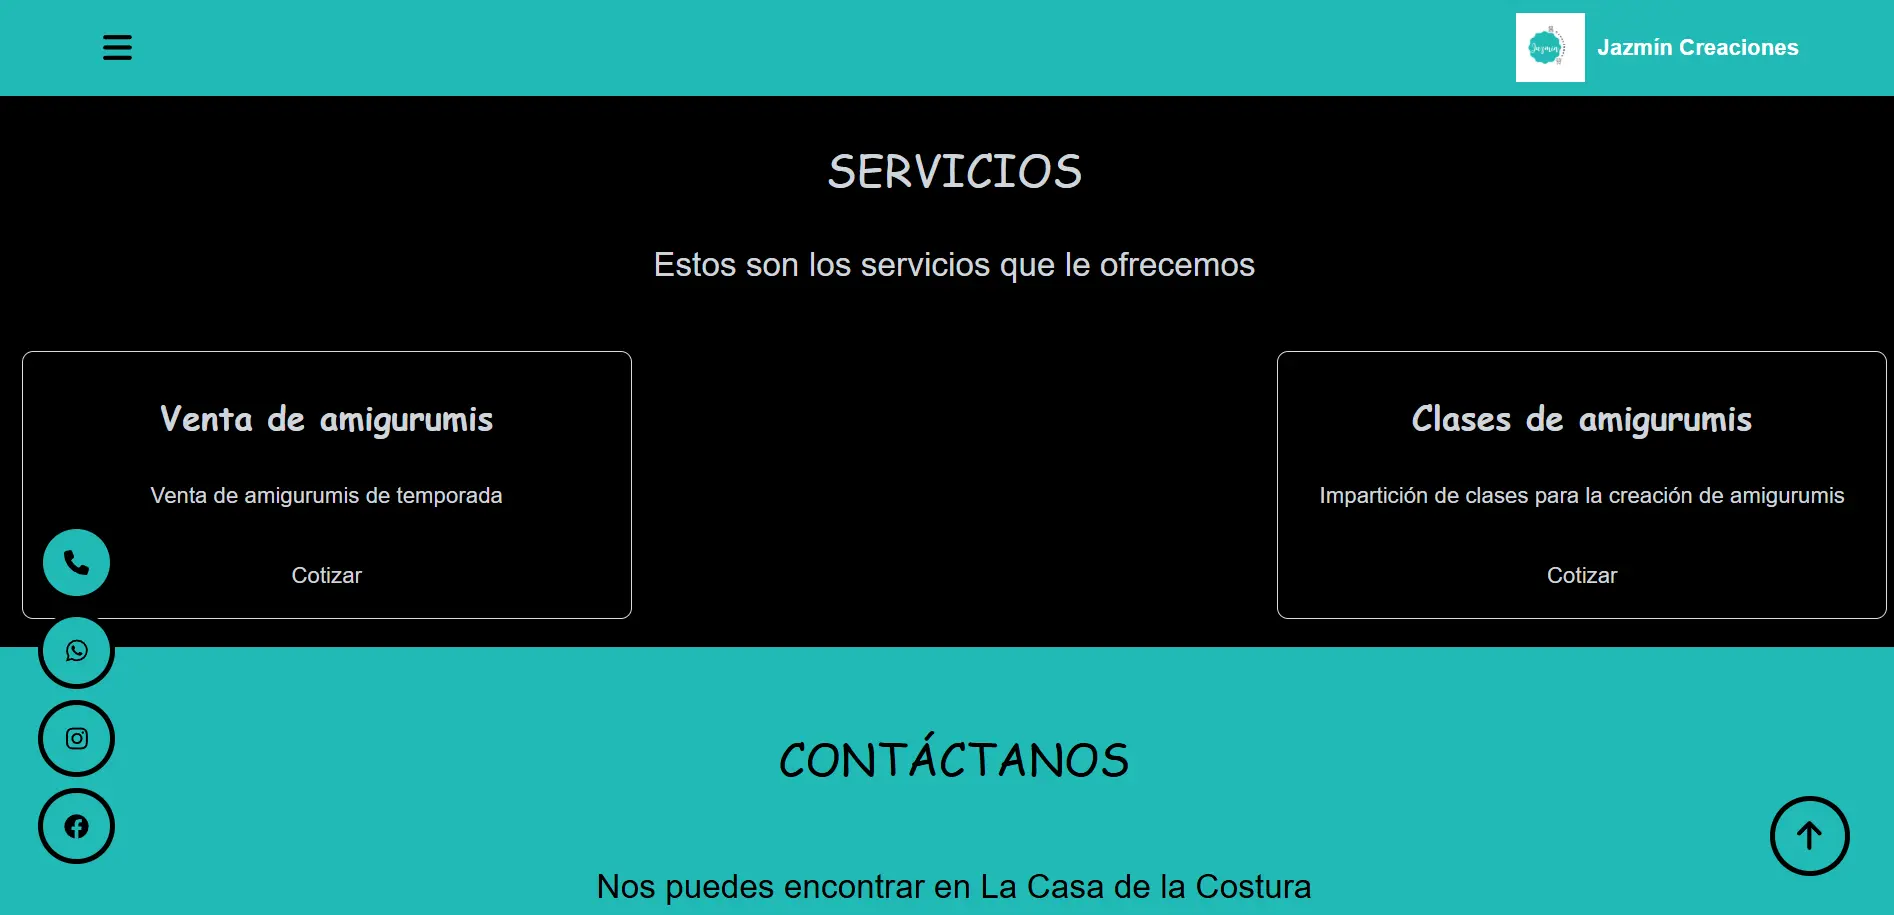 Jazmín
Jazmín Creaciones
SERVICIOS
Estos son los servicios que le ofrecemos
Venta de amigurumis
Venta de amigurumis de temporada
Cotizar
Clases de amigurumis
Impartición de clases para la creación de amigurumis
Cotizar
CONTÁCTANOS
Nos puedes encontrar en La Casa de la Costura